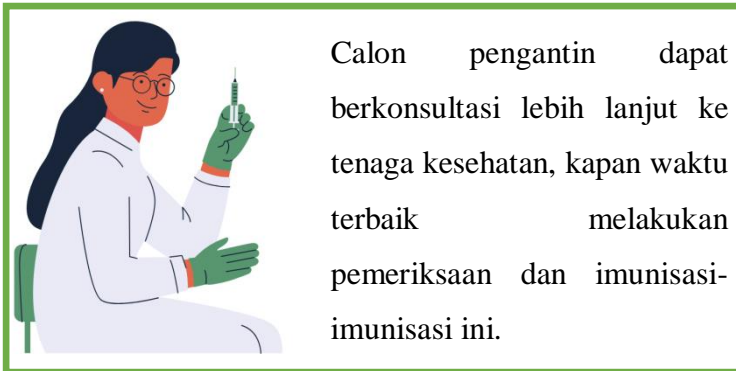 Calon pengantin dapat
berkonsultasi lebih lanjut ke
tenaga kesehatan, kapan waktu
terbaik melakukan
pemeriksaan dan imunisasi-
imunisasi ini.